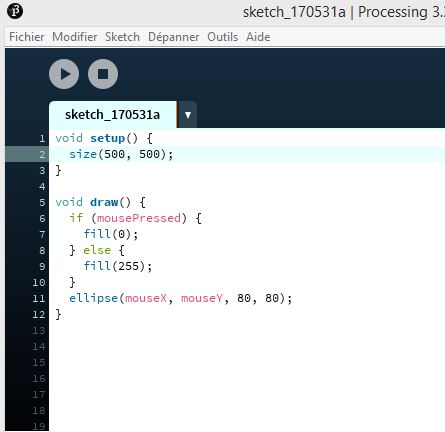 sketch_170531a | Processing 3.
Fichier Modifier Sketch Dépanner Outils Aide
sketch_170531a
1 void setup() {
2 size(500, 500);
3 }
4
5 void draw() {
6 if (mousePressed) {
7 fill(0);
8 } else {
9 fill(255);
10 }
11 ellipse(mouseX, mouseY, 80, 80);
12 }
13
14
15
16
17
18
19